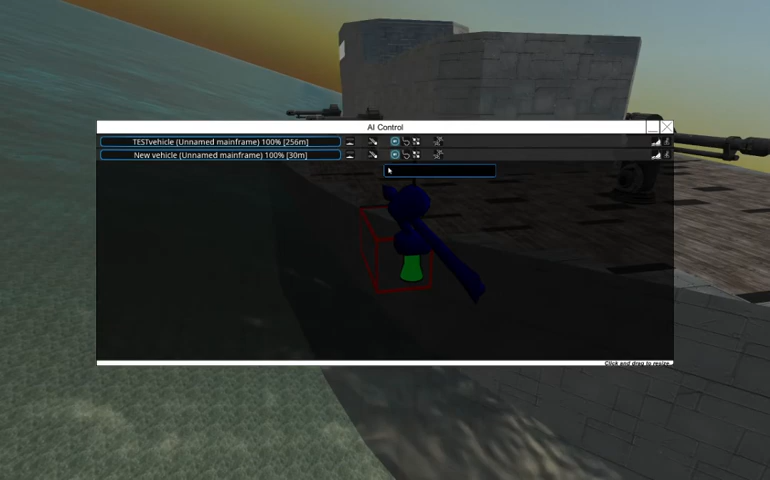 AI Control
TESTvehicle (Unnamed mainframe) 100% [256m]
New vehicle (Unnamed mainframe) 100% [30m]
Click and drag to resize